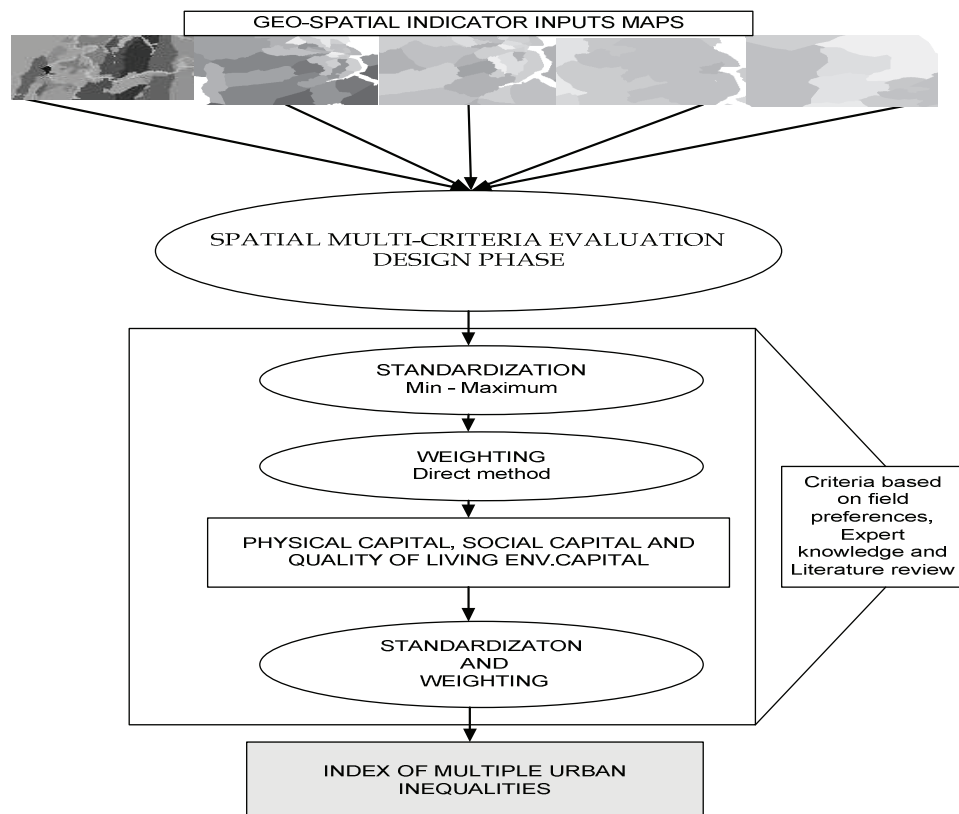 GEO-SPATIAL INDICATOR INPUTS MAPS
SPATIAL MULTI-CRITERIA EVALUATION
DESIGN PHASE
STANDARDIZATION
Min - Maximum
WEIGHTING
Direct method
PHYSICAL CAPITAL, SOCIAL CAPITAL AND
QUALITY OF LIVING ENV.CAPITAL
STANDARDIZATON
AND
WEIGHTING
Criteria based
on field
preferences,
Expert
knowledge and
Literature review
INDEX OF MULTIPLE URBAN
INEQUALITIES